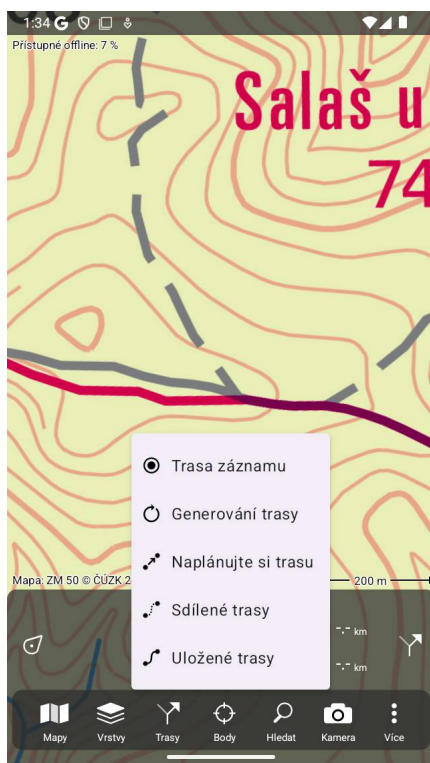 1:34
Přístupné offline: 7 %
Salaš u
74
Trasa záznamu
Generování trasy
Naplánujte si trasu
Mapa: ZM 50 © ČÚZK 2
200 m
Sdílené trasy
-.- km
Uložené trasy
-.- km
Mapy
Vrstvy
Trasy
Body
Hledat
Kamera
Více